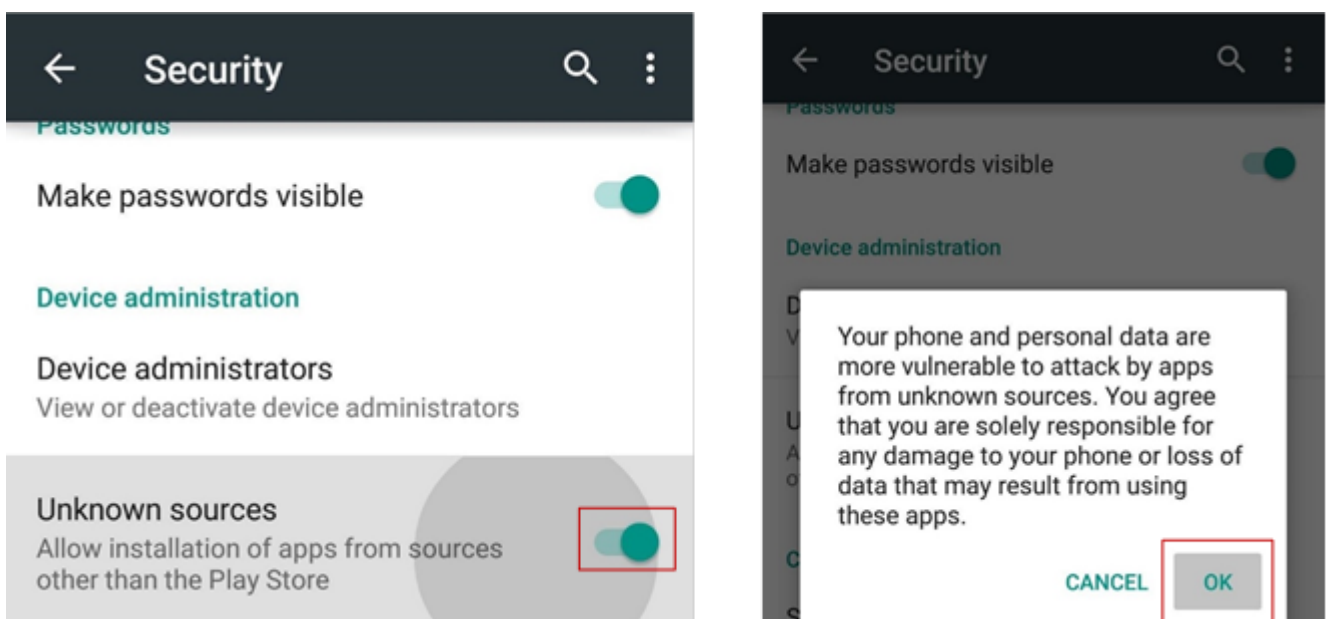 Security
Passwords
Make passwords visible
Device administration
Device administrators
View or deactivate device administrators
Unknown sources
Allow installation of apps from sources
other than the Play Store
Security
Passwords
Make passwords visible
Device administration
D
V
Your phone and personal data are
more vulnerable to attack by apps
from unknown sources. You agree
that you are solely responsible for
any damage to your phone or loss of
data that may result from using
these apps.
U
A
o
C
CANCEL OK
S